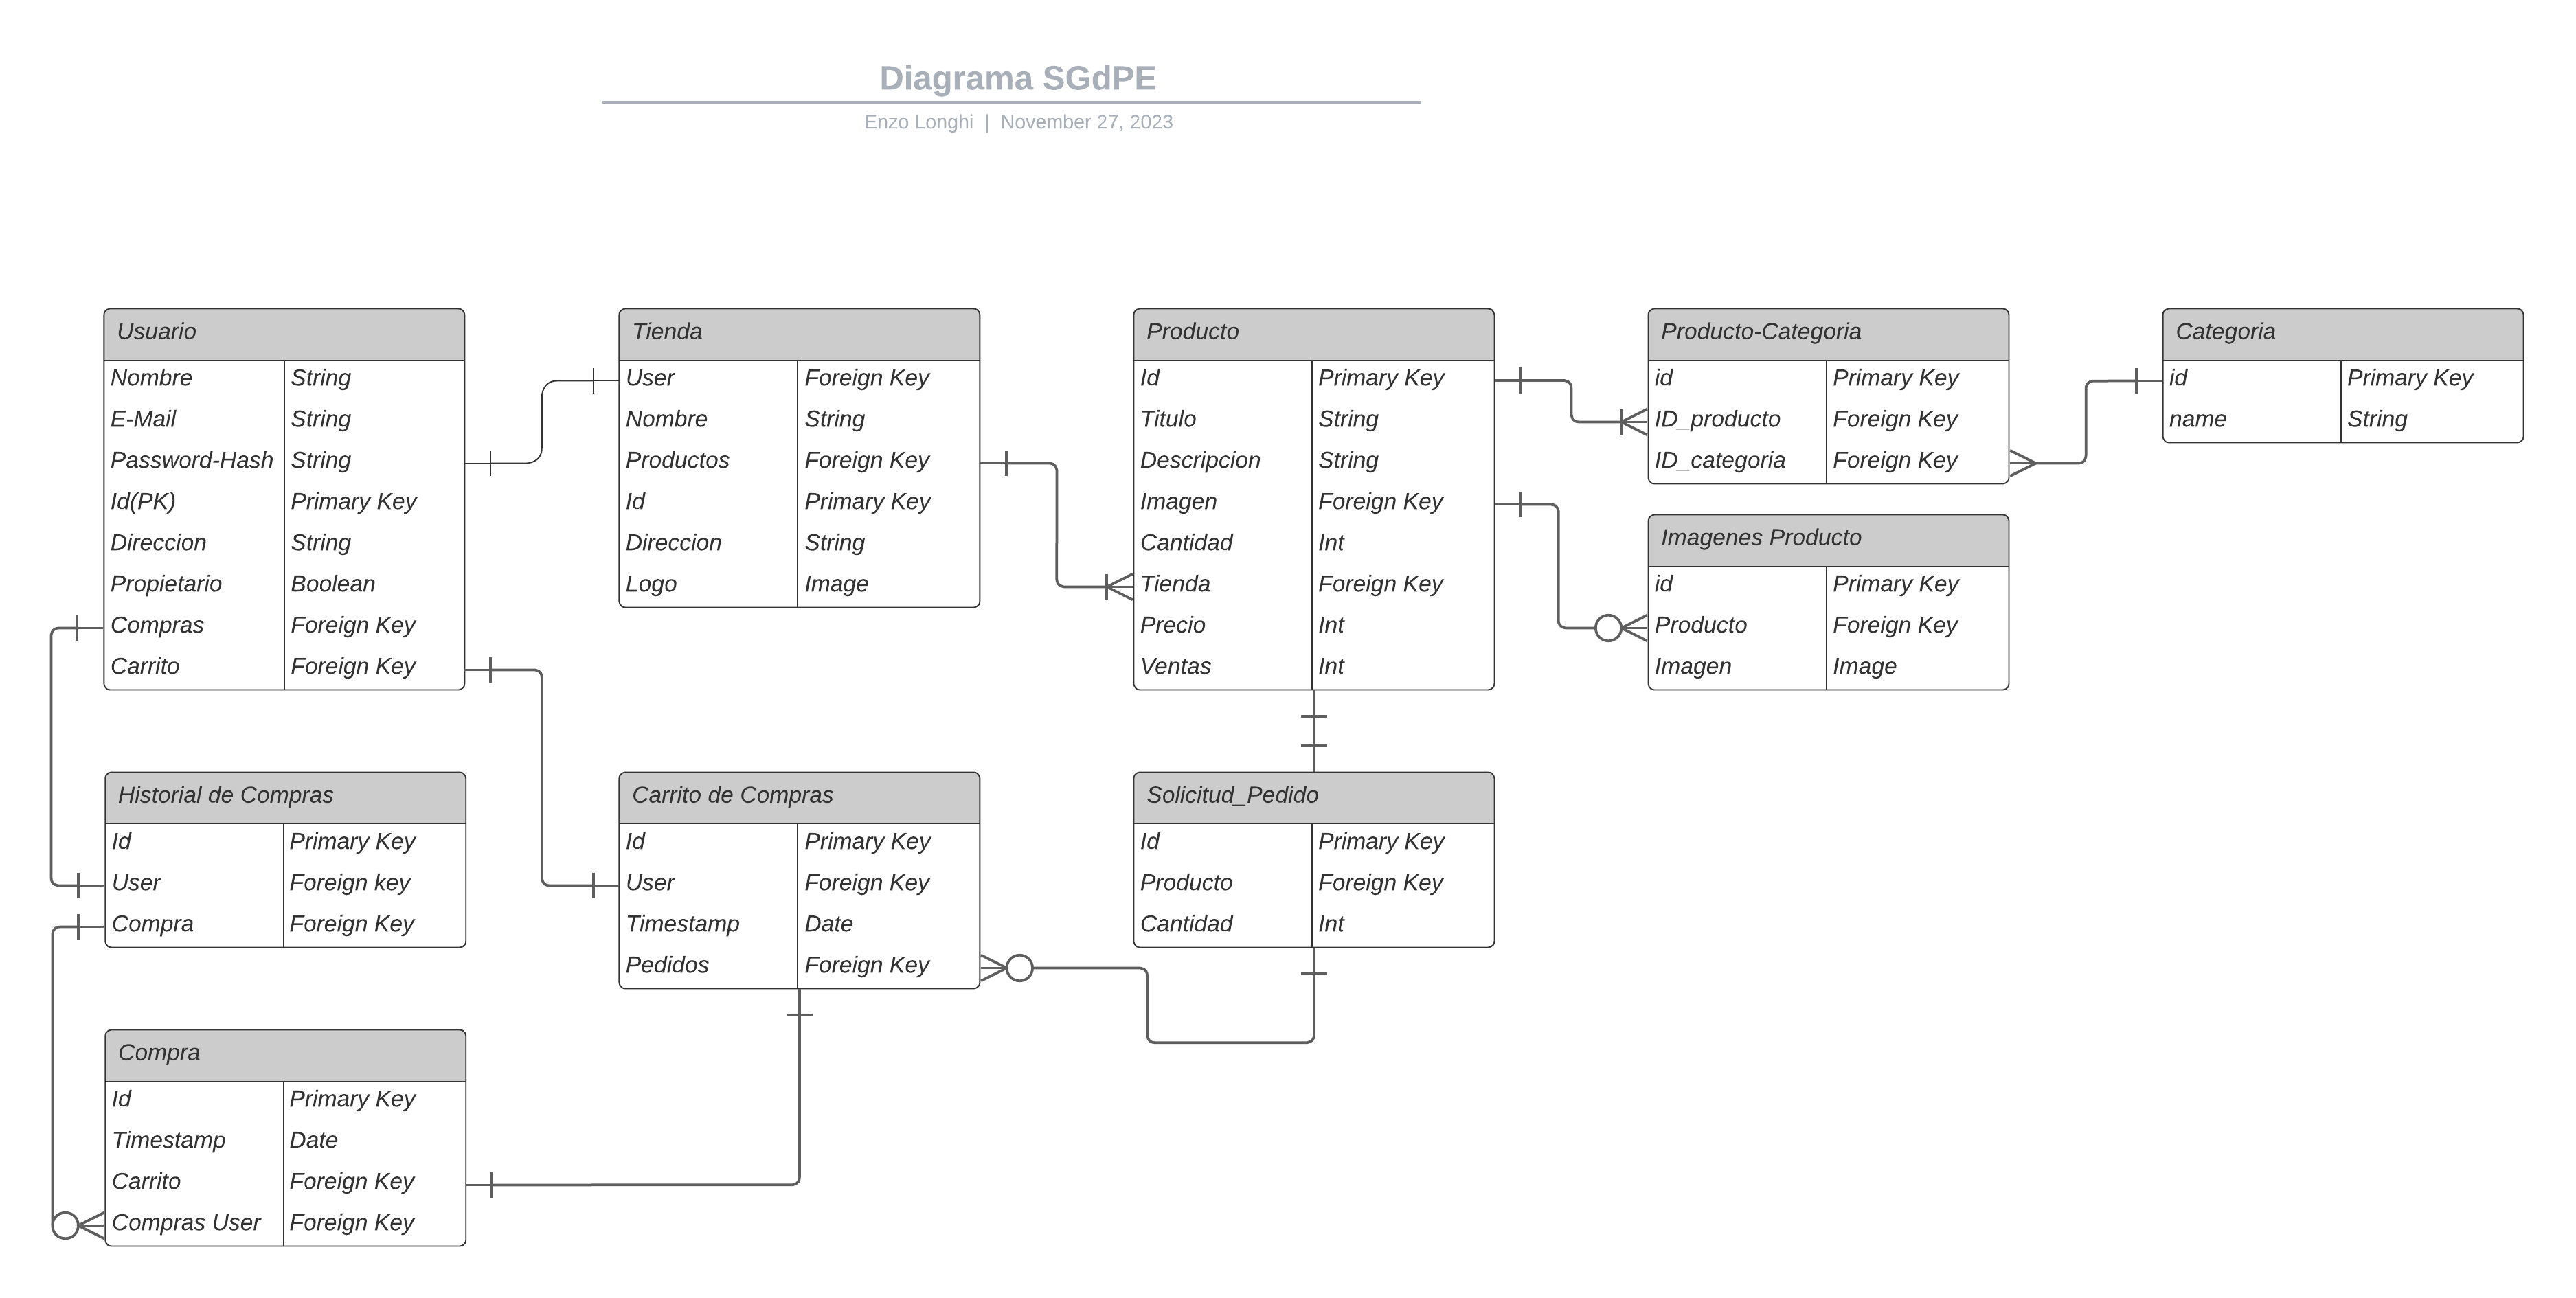 Diagrama SGdPE
Enzo Longhi | November 27, 2023
Usuario
Nombre String
E-Mail String
Password-Hash String
Id(PK) Primary Key
Direccion String
Propietario Boolean
Compras Foreign Key
Carrito Foreign Key
Tienda
User Foreign Key
Nombre String
Productos Foreign Key
Id Primary Key
Direccion String
Logo Image
Producto
Id Primary Key
Titulo String
Descripcion String
Imagen Foreign Key
Cantidad Int
Tienda Foreign Key
Precio Int
Ventas Int
Producto-Categoria
id Primary Key
ID_producto Foreign Key
ID_categoria Foreign Key
Categoria
id Primary Key
name String
Imagenes Producto
id Primary Key
Producto Foreign Key
Imagen Image
Historial de Compras
Id Primary Key
User Foreign key
Compra Foreign Key
Carrito de Compras
Id Primary Key
User Foreign Key
Timestamp Date
Pedidos Foreign Key
Solicitud_Pedido
Id Primary Key
Producto Foreign Key
Cantidad Int
Compra
Id Primary Key
Timestamp Date
Carrito Foreign Key
Compras User Foreign Key